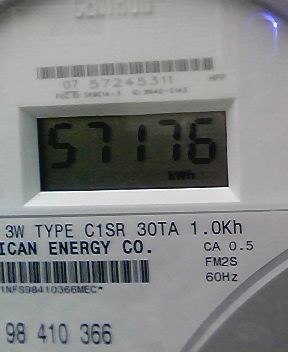 CENTRON
07 57245311
57176
kWh
3W TYPE C1SR 30TA 1.0Kh
ICAN ENERGY CO.
CA 0.5
FM2S
60Hz
1NFS98410366MEC*
98 410 366